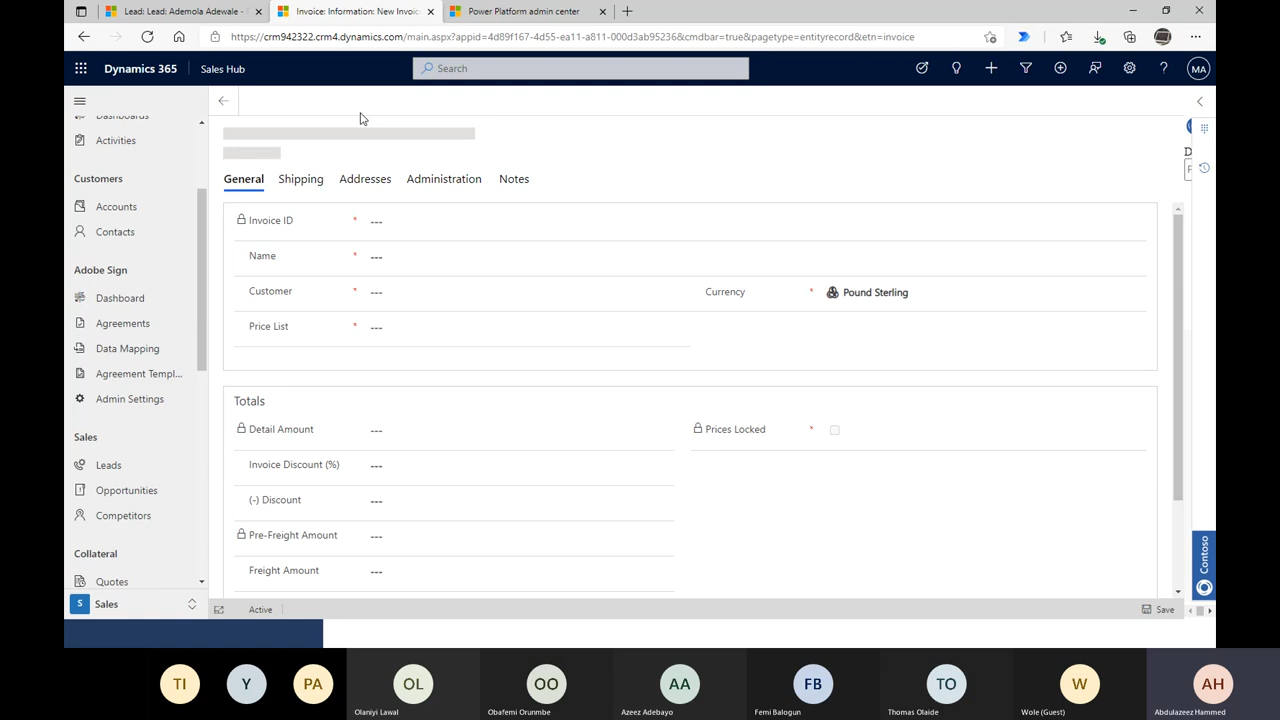 Lead: Lead: Ademola Adewale -
Invoice: Information: New Invoic
Power Platform admin center
https://crm942322.crm4.dynamics.com/main.aspx?appid=4d89f167-4d55-ea11-a811-000d3ab95236&cmdbar=true&pagetype=entityrecord&etn=invoice
Dynamics 365
Sales Hub
Search
MA
Dashboards
Activities
Customers
Accounts
Contacts
Adobe Sign
Dashboard
Agreements
Data Mapping
Agreement Templ...
Admin Settings
Sales
Leads
Opportunities
Competitors
Collateral
Quotes
S Sales
General Shipping Addresses Administration Notes
Invoice ID * ---
Name * ---
Customer * ---
Currency * Pound Sterling
Price List * ---
Totals
Detail Amount ---
Prices Locked *
Invoice Discount (%) ---
(-) Discount ---
Pre-Freight Amount ---
Freight Amount ---
Active
Save
D
Contoso
TI
Y
PA
OL
Olaniyi Lawal
OO
Obafemi Orunmbe
AA
Azeez Adebayo
FB
Femi Balogun
TO
Thomas Olaide
W
Wole (Guest)
AH
Abdulazeez Hammed